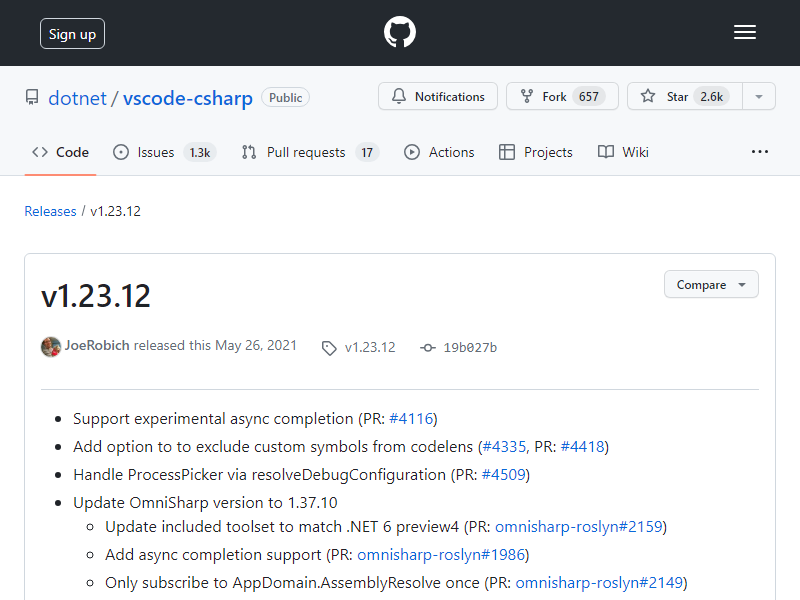 Sign up
dotnet / vscode-csharp Public Notifications Fork 657 Star 2.6k
Code Issues 1.3k Pull requests 17 Actions Projects Wiki ...
Releases / v1.23.12
v1.23.12 Compare
JoeRobich released this May 26, 2021 v1.23.12 19b027b
Support experimental async completion (PR: #4116)
Add option to to exclude custom symbols from codelens (#4335, PR: #4418)
Handle ProcessPicker via resolveDebugConfiguration (PR: #4509)
Update OmniSharp version to 1.37.10
Update included toolset to match .NET 6 preview4 (PR: omnisharp-roslyn#2159)
Add async completion support (PR: omnisharp-roslyn#1986)
Only subscribe to AppDomain.AssemblyResolve once (PR: omnisharp-roslyn#2149)